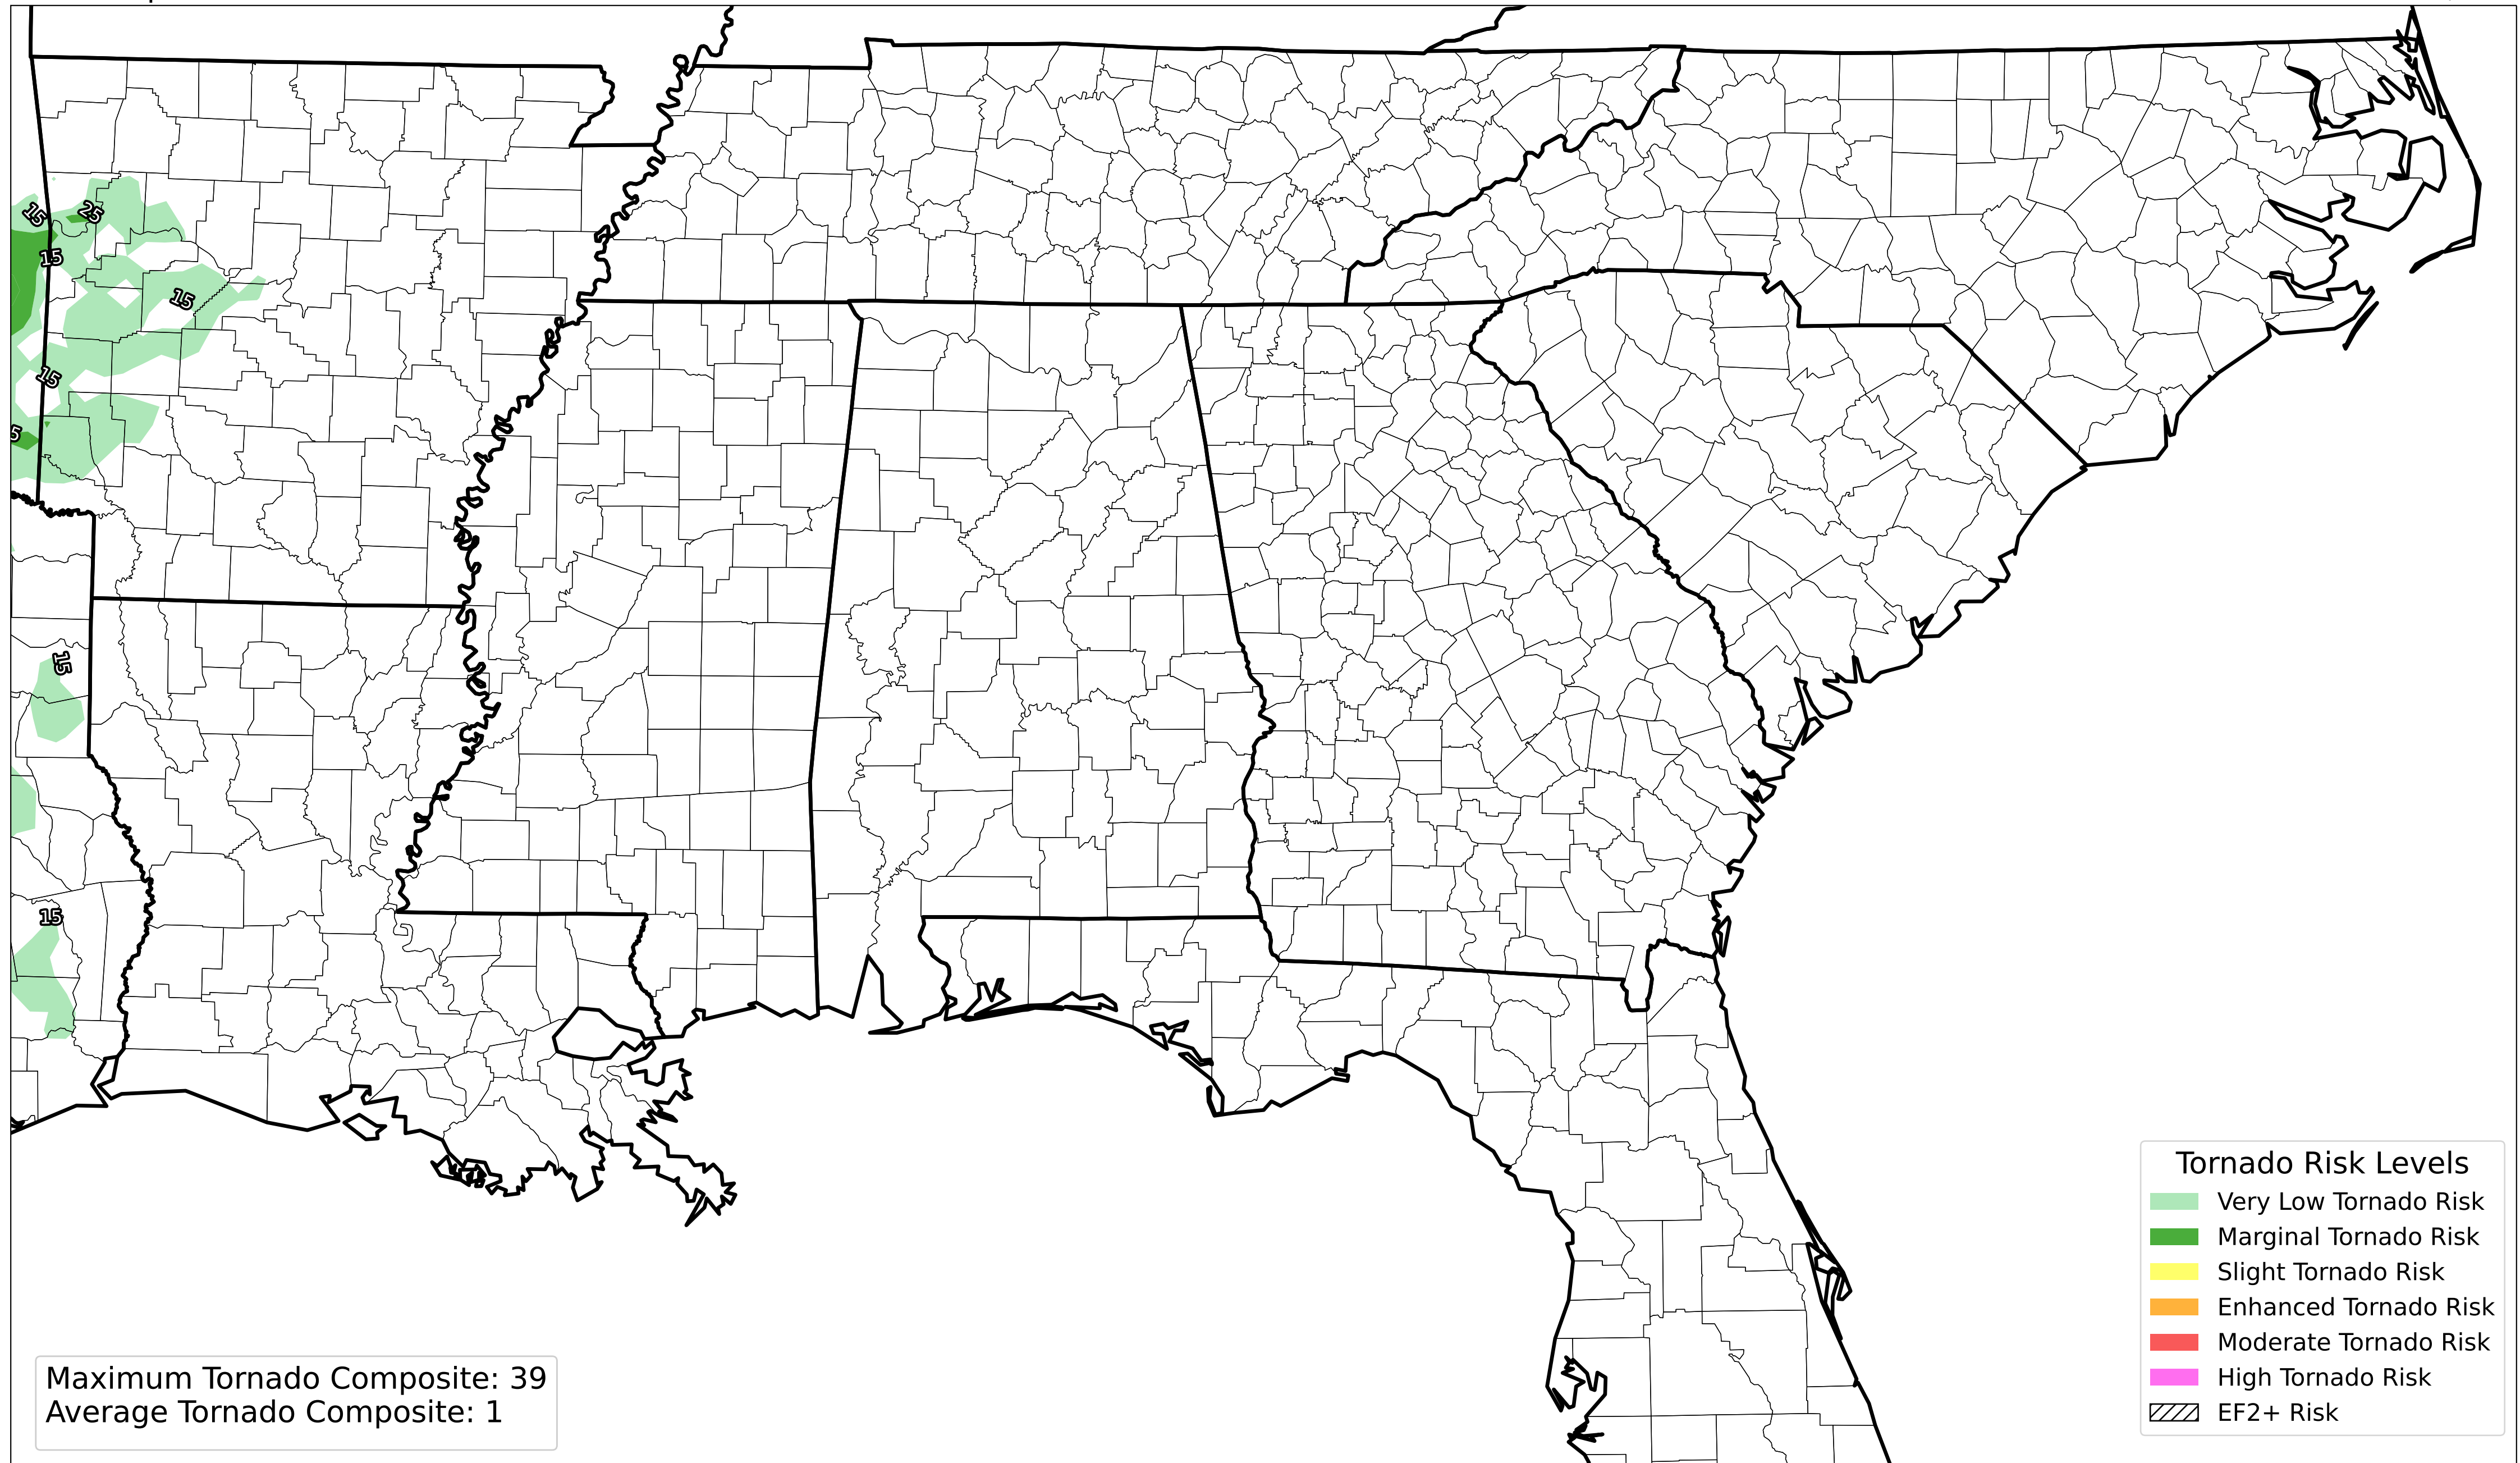 15
25
15
15
15
5
15
15
Tornado Risk Levels
Very Low Tornado Risk
Marginal Tornado Risk
Slight Tornado Risk
Enhanced Tornado Risk
Moderate Tornado Risk
High Tornado Risk
EF2+ Risk
Maximum Tornado Composite: 39
Average Tornado Composite: 1